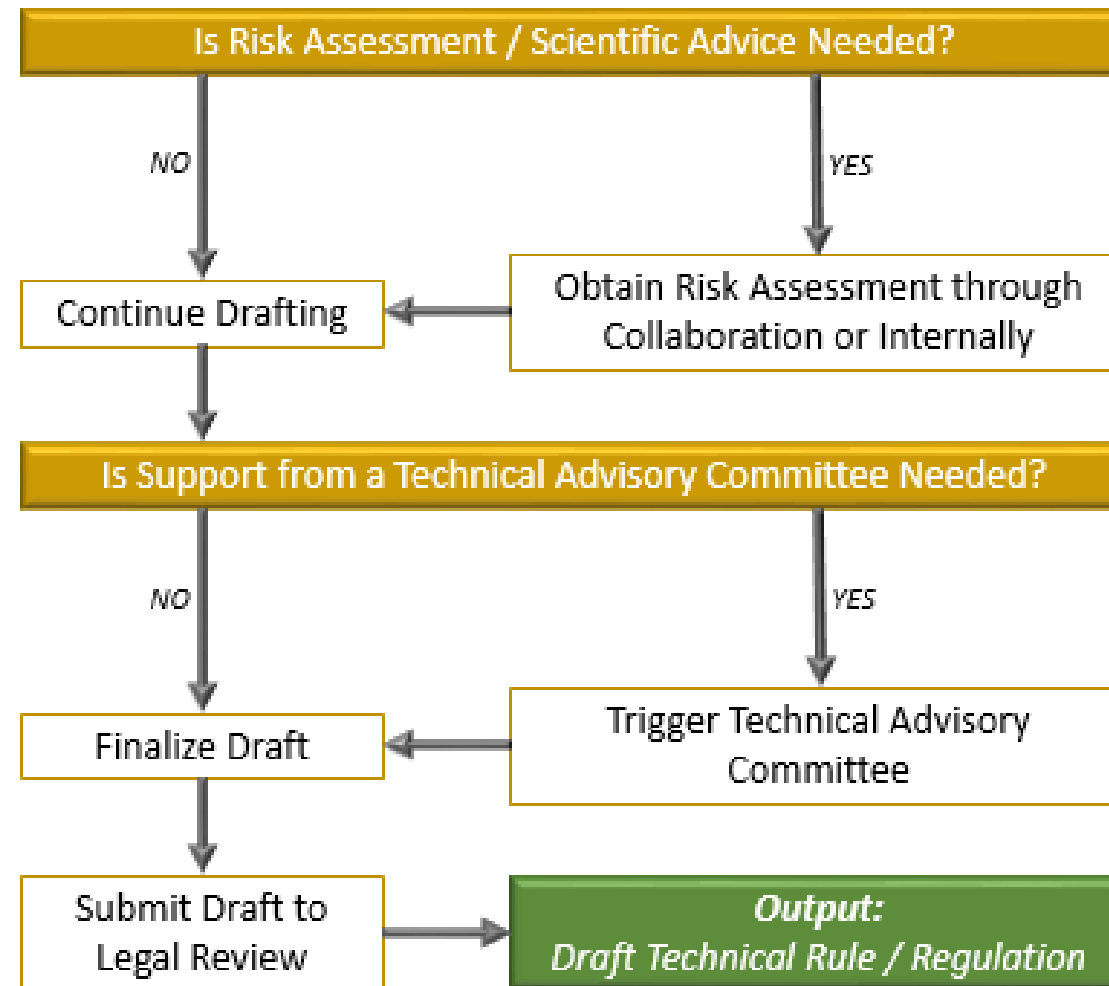 Is Risk Assessment / Scientific Advice Needed?
NO
YES
Continue Drafting
Obtain Risk Assessment through
Collaboration or Internally
Is Support from a Technical Advisory Committee Needed?
NO
YES
Finalize Draft
Trigger Technical Advisory
Committee
Submit Draft to
Legal Review
Output:
Draft Technical Rule / Regulation